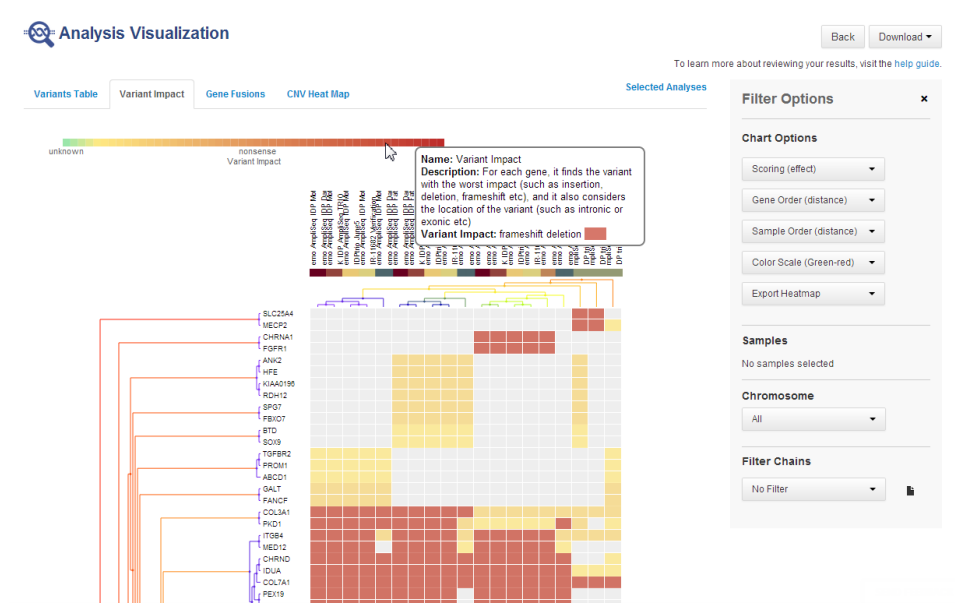 Analysis Visualization
Back
Download
To learn more about reviewing your results, visit the help guide.
Variants Table
Variant Impact
Gene Fusions
CNV Heat Map
Selected Analyses
unknown
nonsense
Variant Impact
Name: Variant Impact
Description: For each gene, it finds the variant
with the worst impact (such as insertion,
deletion, frameshift etc), and it also considers
the location of the variant (such as intronic or
exonic etc)
Variant Impact: frameshift deletion
SLC25A4
MECP2
CHRNA1
FGFR1
ANK2
HFE
KIAA0196
RDH12
SPG7
FBXO7
BTD
SOX9
TGFBR2
PROM1
ABCD1
GALT
FANCF
COL3A1
PKD1
ITGB4
MED12
CHRND
IDUA
COL7A1
PEX19
Filter Options
×
Chart Options
Scoring (effect)
Gene Order (distance)
Sample Order (distance)
Color Scale (Green-red)
Export Heatmap
Samples
No samples selected
Chromosome
All
Filter Chains
No Filter